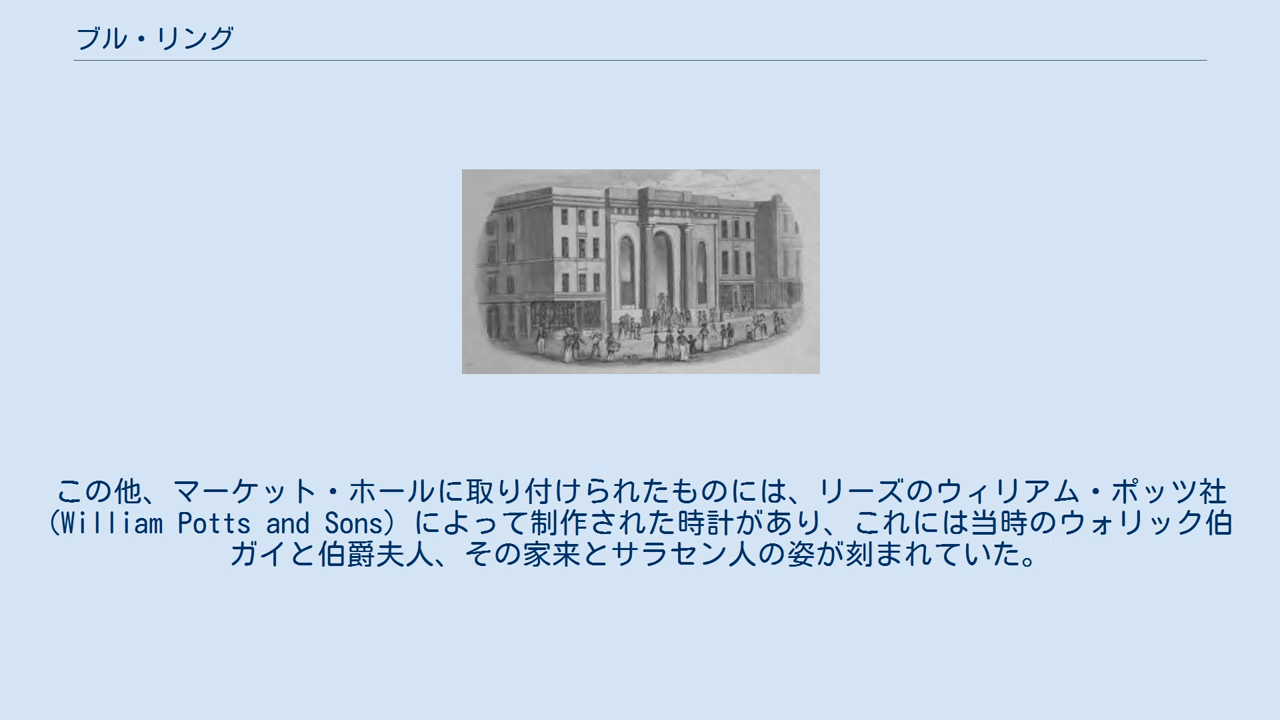 ブル・リング
この他、マーケット・ホールに取り付けられたものには、リーズのウィリアム・ポッツ社
(William Potts and Sons) によって制作された時計があり、これには当時のウォリック伯
ガイと伯爵夫人、その家来とサラセン人の姿が刻まれていた。